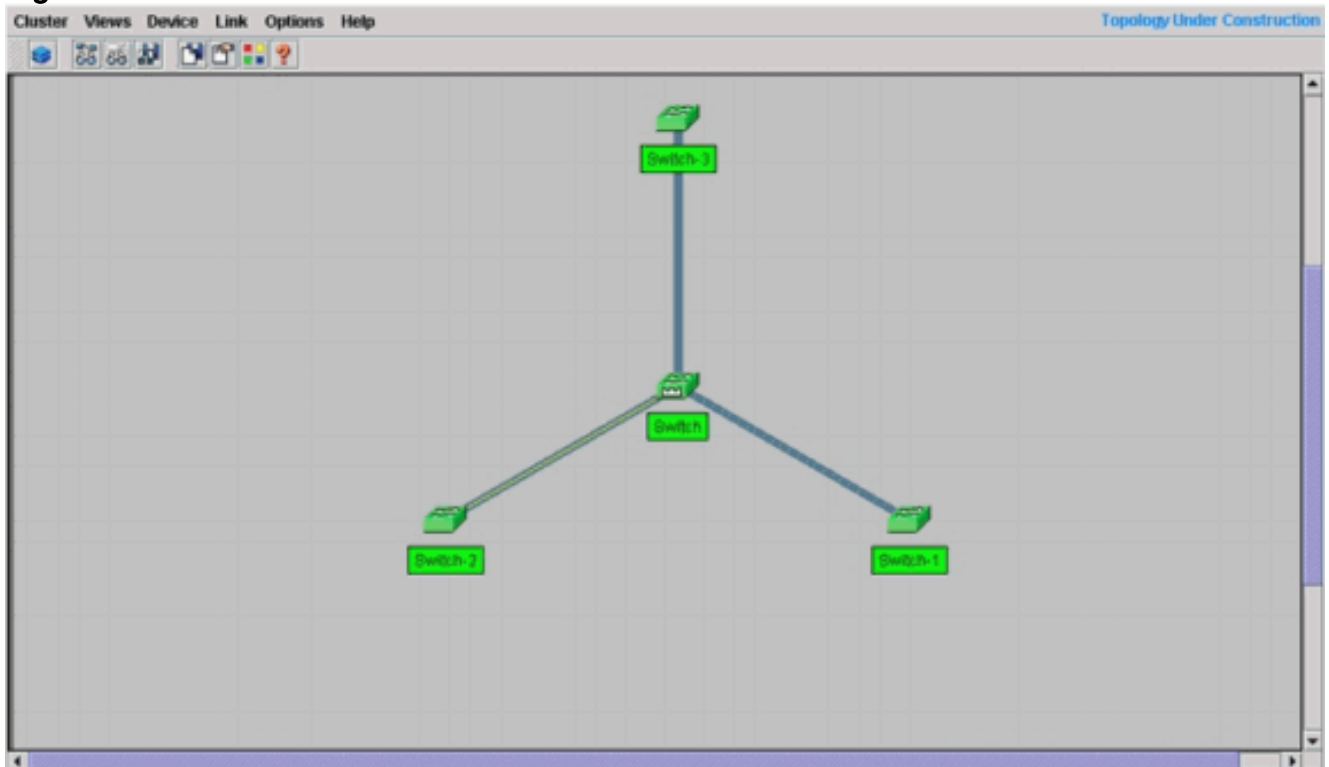 Cluster Views Device Link Options Help
Topology Under Construction
Switch-3
Switch
Switch-2
Switch-1